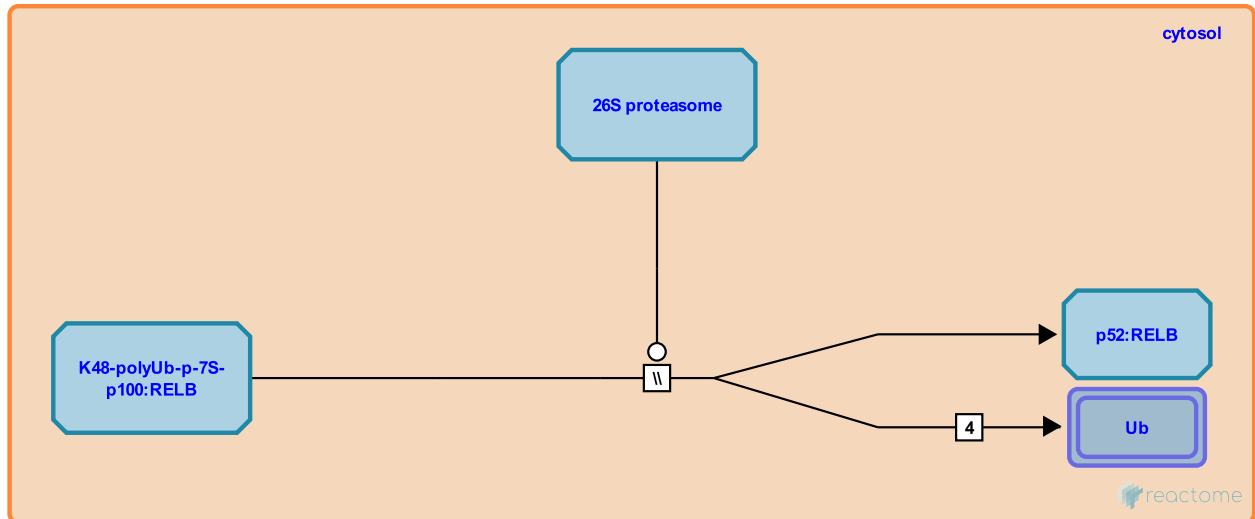 cytosol
26S proteasome
K48-polyUb-p-7S-
p100:RELB
\\
p52:RELB
4
Ub
reactome